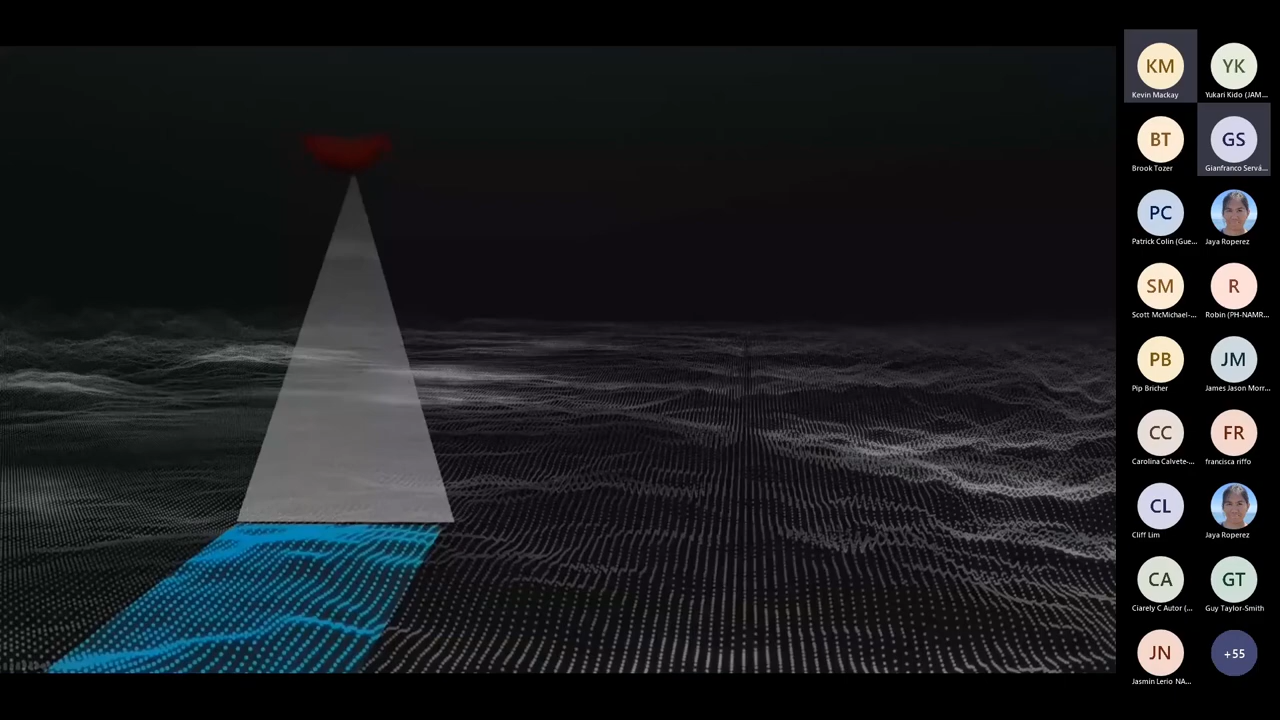 KM
YK
Kevin Mackay
Yukari Kido (JAM...
BT
GS
Brook Tozer
Gianfranco Servá...
PC
Patrick Colin (Gue...
Jaya Roperez
SM
R
Scott McMichael-...
Robin (PH-NAMR...
PB
JM
Pip Bricher
James Jason Morr...
CC
FR
Carolina Calvete-...
francisca riffo
CL
Cliff Lim
Jaya Roperez
CA
GT
Ciarely C Autor (...
Guy Taylor-Smith
JN
+55
Jasmin Lerio NA...